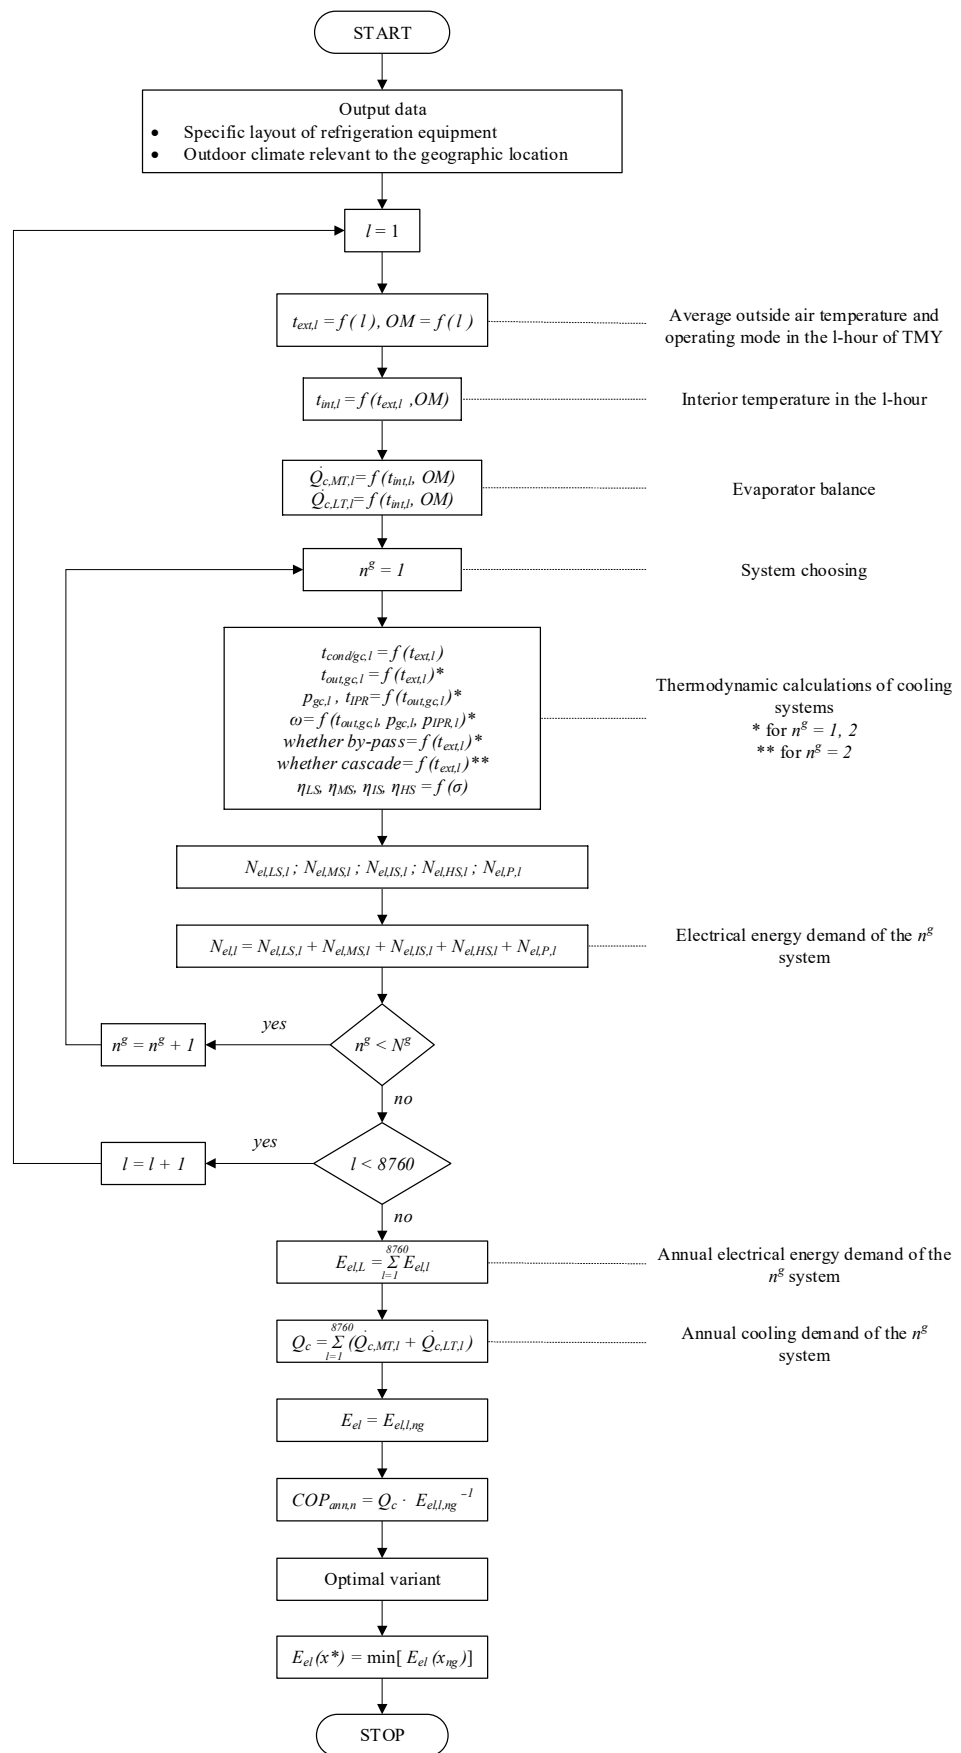 START
Output data
• Specific layout of refrigeration equipment
• Outdoor climate relevant to the geographic location
l = 1
t_ext,l = f ( l ), OM = f ( l )
Average outside air temperature and
operating mode in the l-hour of TMY
t_int,l = f (t_ext,l ,OM)
Interior temperature in the l-hour
Q̇_c,MT,l= f (t_int,l, OM)
Q̇_c,LT,l= f (t_int,l, OM)
Evaporator balance
n^g = 1
System choosing
t_cond/gc,l = f (t_ext,l)
t_out,gc,l = f (t_ext,l)*
p_gc,l , t_IPR= f (t_out,gc,l)*
ω= f (t_out,gc,l, p_gc,l, p_IPR,l)*
whether by-pass= f (t_ext,l)*
whether cascade= f (t_ext,l)**
η_LS, η_MS, η_IS, η_HS = f (σ)
Thermodynamic calculations of cooling
systems
* for n^g = 1, 2
** for n^g = 2
N_el,LS,l ; N_el,MS,l ; N_el,IS,l ; N_el,HS,l ; N_el,P,l
N_el,l = N_el,LS,l + N_el,MS,l + N_el,IS,l + N_el,HS,l + N_el,P,l
Electrical energy demand of the n^g
system
n^g = n^g + 1
yes
n^g < N^g
no
l = l + 1
yes
l < 8760
no
E_el,L = Σ_l=1^8760 E_el,l
Annual electrical energy demand of the
n^g system
Q_c = Σ_l=1^8760 (Q̇_c,MT,l + Q̇_c,LT,l )
Annual cooling demand of the n^g
system
E_el = E_el,l,ng
COP_ann,n = Q_c · E_el,l,ng^−1
Optimal variant
E_el (x*) = min[ E_el (x_ng)]
STOP